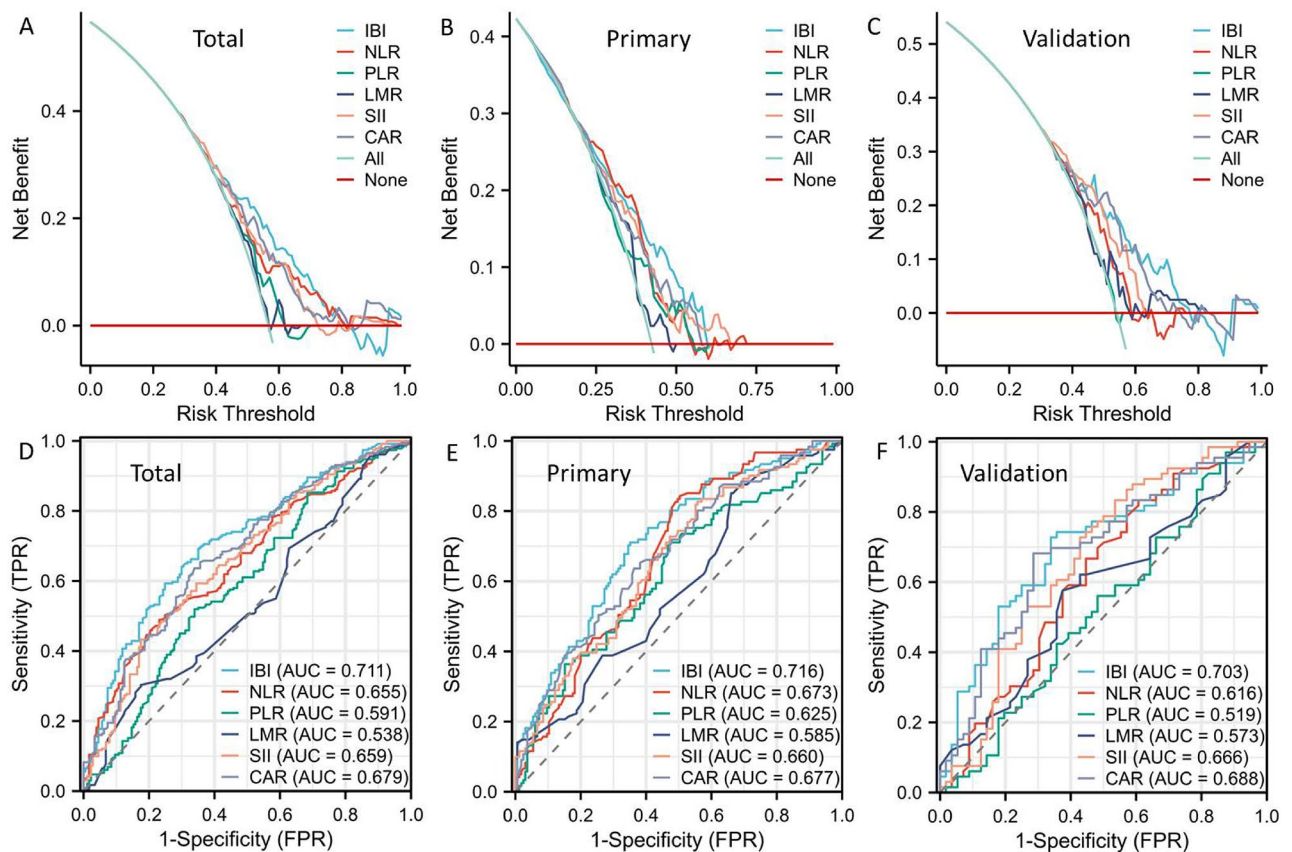 A
Total
IBI
NLR
PLR
LMR
SII
CAR
All
None
Net Benefit
0.4
0.2
0.0
0.0 0.2 0.4 0.6 0.8 1.0
Risk Threshold
B
Primary
IBI
NLR
PLR
LMR
SII
CAR
All
None
Net Benefit
0.4
0.3
0.2
0.1
0.0
0.00 0.25 0.50 0.75 1.00
Risk Threshold
C
Validation
IBI
NLR
PLR
LMR
SII
CAR
All
None
Net Benefit
0.5
0.4
0.3
0.2
0.1
0.0
0.0 0.2 0.4 0.6 0.8 1.0
Risk Threshold
D
Total
Sensitivity (TPR)
1.0
0.8
0.6
0.4
0.2
0.0
IBI (AUC = 0.711)
NLR (AUC = 0.655)
PLR (AUC = 0.591)
LMR (AUC = 0.538)
SII (AUC = 0.659)
CAR (AUC = 0.679)
0.0 0.2 0.4 0.6 0.8 1.0
1-Specificity (FPR)
E
Primary
Sensitivity (TPR)
1.0
0.8
0.6
0.4
0.2
0.0
IBI (AUC = 0.716)
NLR (AUC = 0.673)
PLR (AUC = 0.625)
LMR (AUC = 0.585)
SII (AUC = 0.660)
CAR (AUC = 0.677)
0.0 0.2 0.4 0.6 0.8 1.0
1-Specificity (FPR)
F
Validation
Sensitivity (TPR)
1.0
0.8
0.6
0.4
0.2
0.0
IBI (AUC = 0.703)
NLR (AUC = 0.616)
PLR (AUC = 0.519)
LMR (AUC = 0.573)
SII (AUC = 0.666)
CAR (AUC = 0.688)
0.0 0.2 0.4 0.6 0.8 1.0
1-Specificity (FPR)